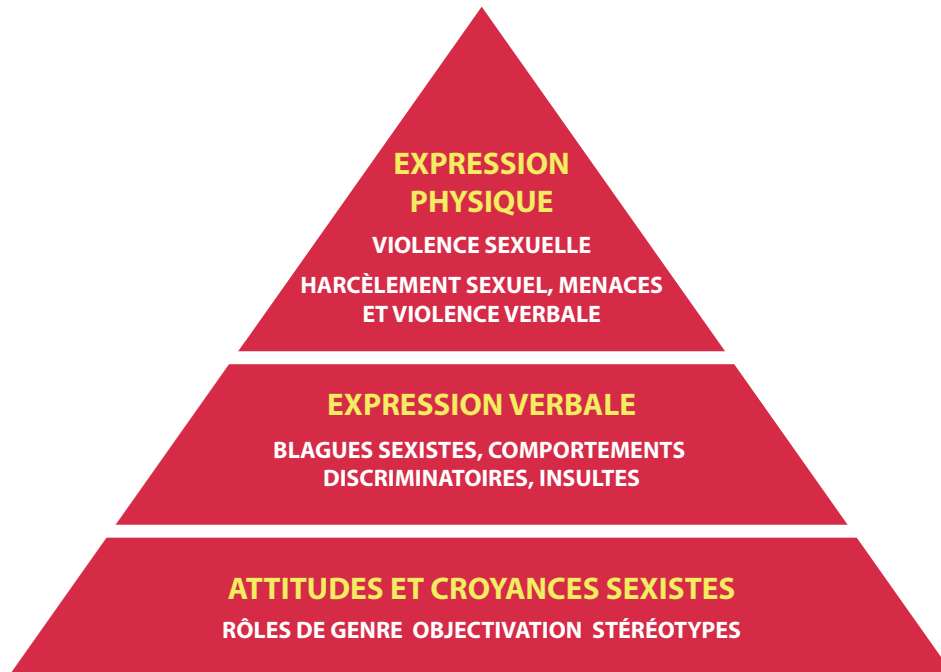 EXPRESSION
PHYSIQUE
VIOLENCE SEXUELLE
HARCÈLEMENT SEXUEL, MENACES
ET VIOLENCE VERBALE
EXPRESSION VERBALE
BLAGUES SEXISTES, COMPORTEMENTS
DISCRIMINATOIRES, INSULTES
ATTITUDES ET CROYANCES SEXISTES
RÔLES DE GENRE OBJECTIVATION STÉRÉOTYPES